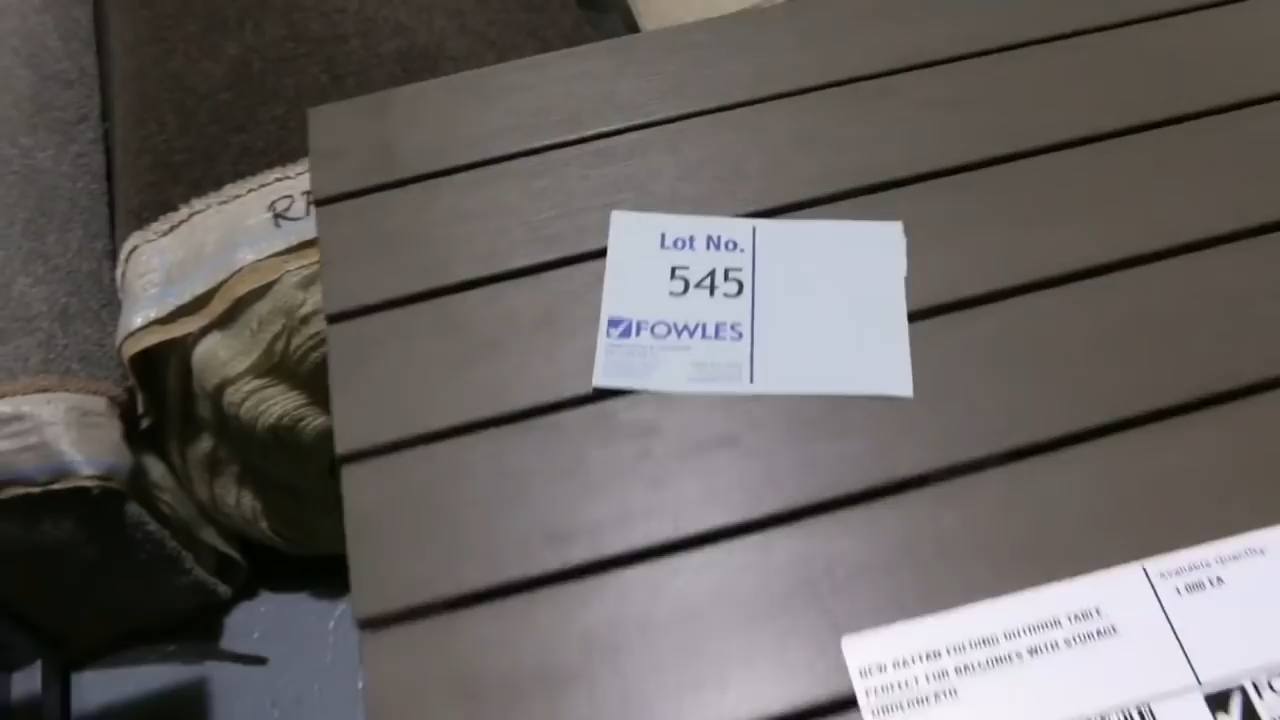 Lot No.
545
FOWLES
NEW RATTAN FOLDING OUTDOOR TABLE
PERFECT FOR BALCONIES WITH STORAGE
UNDERNEATH
Available Quantity:
1.000 EA